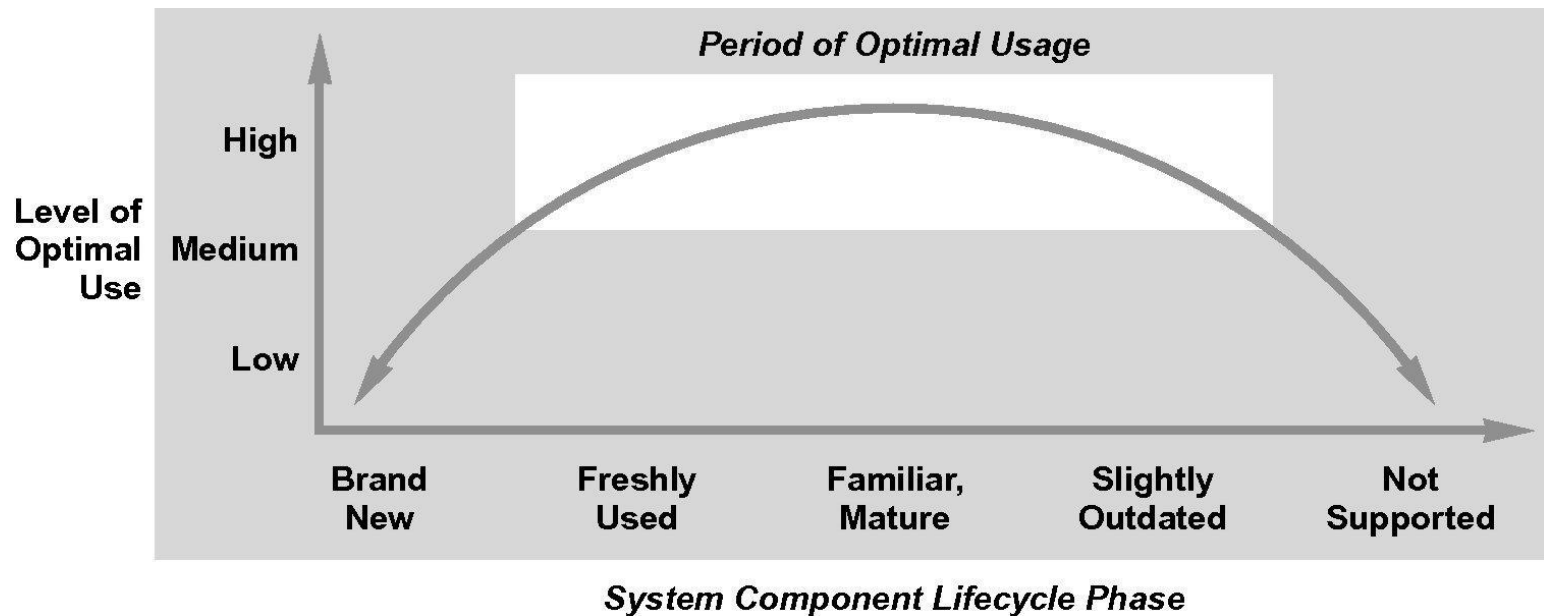 Period of Optimal Usage
High
Level of
Optimal
Use
Medium
Low
Brand
New
Freshly
Used
Familiar,
Mature
Slightly
Outdated
Not
Supported
System Component Lifecycle Phase